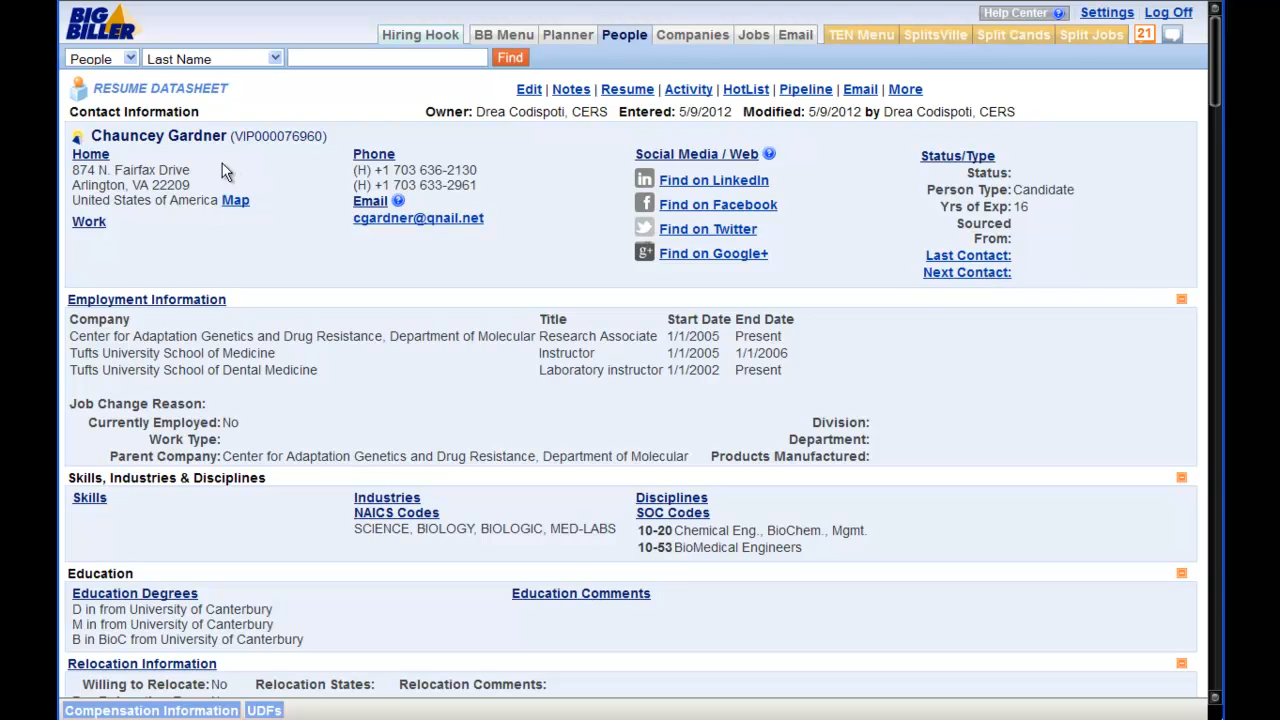 BIG BILLER
Help Center Settings Log Off
Hiring Hook BB Menu Planner People Companies Jobs Email TEN Menu SplitsVille Split Cands Split Jobs 21
People Last Name Find
RESUME DATASHEET Edit | Notes | Resume | Activity | HotList | Pipeline | Email | More
Contact Information Owner: Drea Codispoti, CERS Entered: 5/9/2012 Modified: 5/9/2012 by Drea Codispoti, CERS
Chauncey Gardner (VIP000076960)
Home Phone Social Media / Web Status/Type
874 N. Fairfax Drive (H) +1 703 636-2130 Find on LinkedIn Status:
Arlington, VA 22209 (H) +1 703 633-2961 Person Type: Candidate
United States of America Map Email Find on Facebook Yrs of Exp: 16
Work cgardner@qnail.net Find on Twitter Sourced From:
Find on Google+ Last Contact:
Next Contact:
Employment Information
Company Title Start Date End Date
Center for Adaptation Genetics and Drug Resistance, Department of Molecular Research Associate 1/1/2005 Present
Tufts University School of Medicine Instructor 1/1/2005 1/1/2006
Tufts University School of Dental Medicine Laboratory instructor 1/1/2002 Present
Job Change Reason:
Currently Employed: No Division:
Work Type: Department:
Parent Company: Center for Adaptation Genetics and Drug Resistance, Department of Molecular Products Manufactured:
Skills, Industries & Disciplines
Skills Industries Disciplines
NAICS Codes SOC Codes
SCIENCE, BIOLOGY, BIOLOGIC, MED-LABS 10-20 Chemical Eng., BioChem., Mgmt.
10-53 BioMedical Engineers
Education
Education Degrees Education Comments
D in from University of Canterbury
M in from University of Canterbury
B in BioC from University of Canterbury
Relocation Information
Willing to Relocate: No Relocation States: Relocation Comments:
Compensation Information UDFs